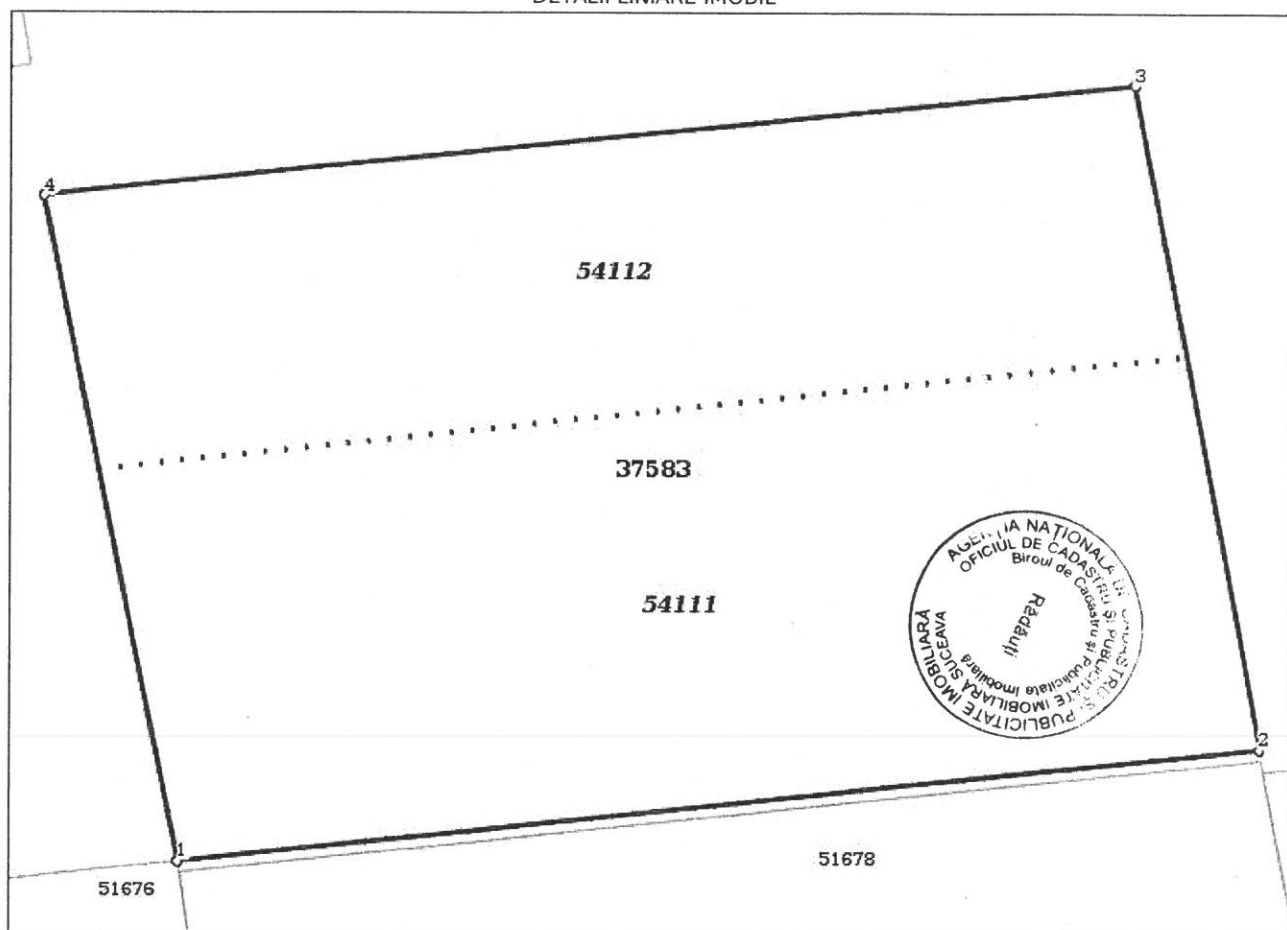 DETALII LINIARE IMOBIL
3
4
54112
37583
54111
AGENȚIA NAȚIONALĂ DE CADASTRU ȘI PUBLICITATE IMOBILIARĂ
OFICIUL DE CADASTRU ȘI PUBLICITATE IMOBILIARĂ SUCEAVA
Biroul de Cadastru și Publicitate Imobiliară
Rădăuți
2
1
51678
51676